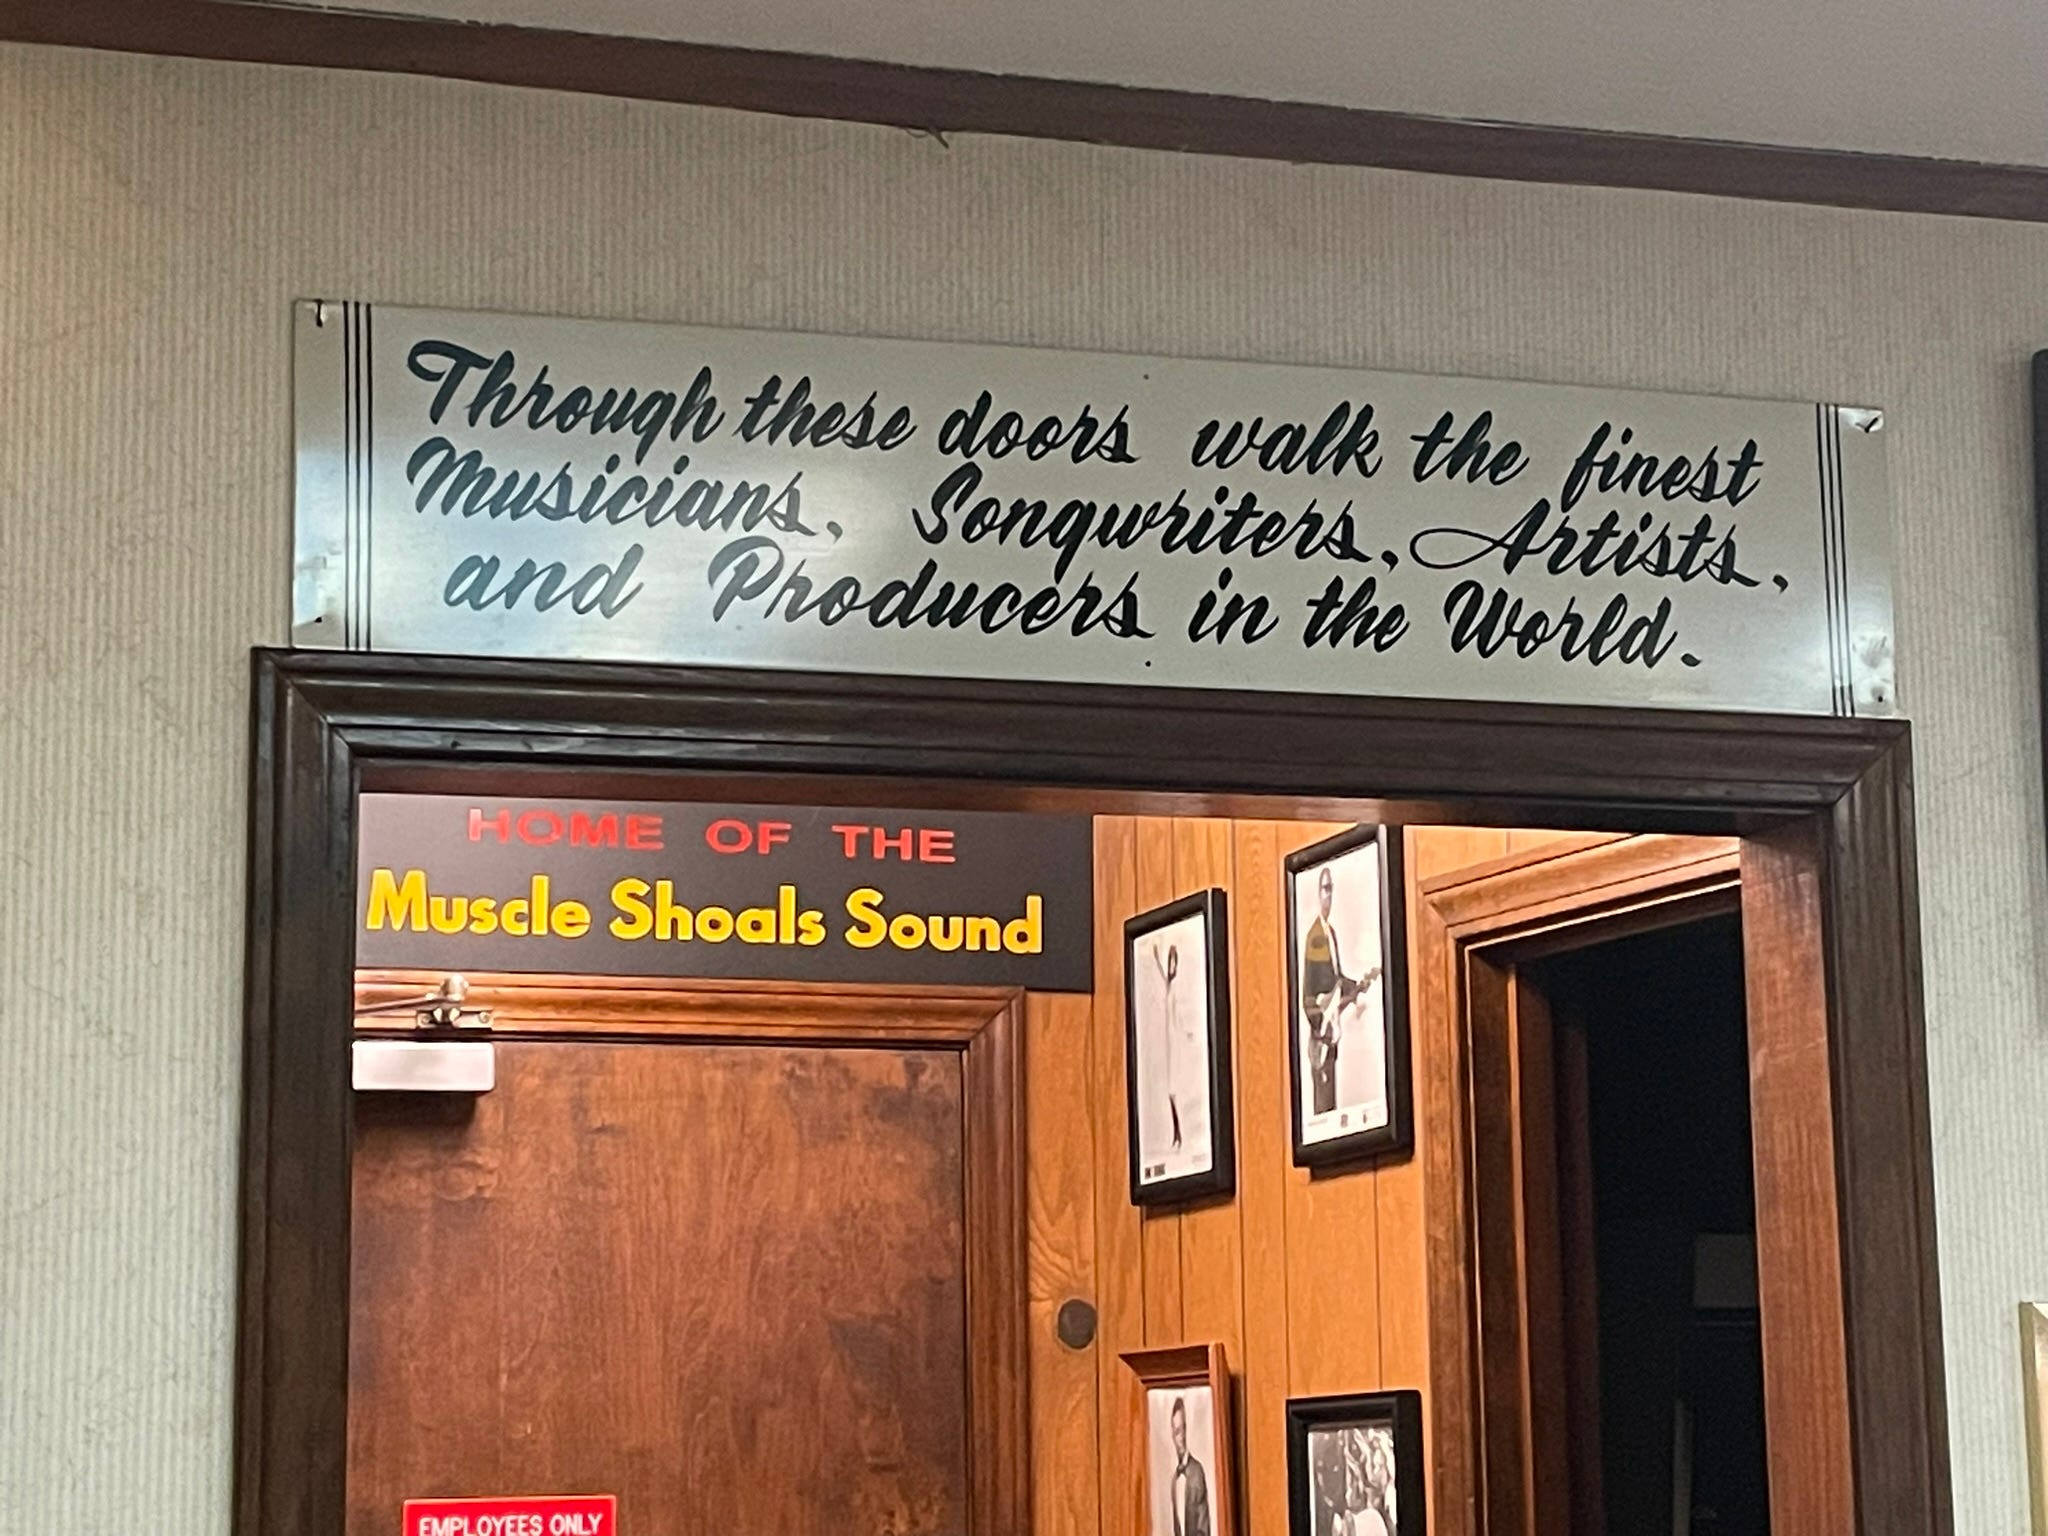 Through these doors walk the finest
Musicians, Songwriters, Artists,
and Producers in the World.
HOME OF THE
Muscle Shoals Sound
EMPLOYEES ONLY